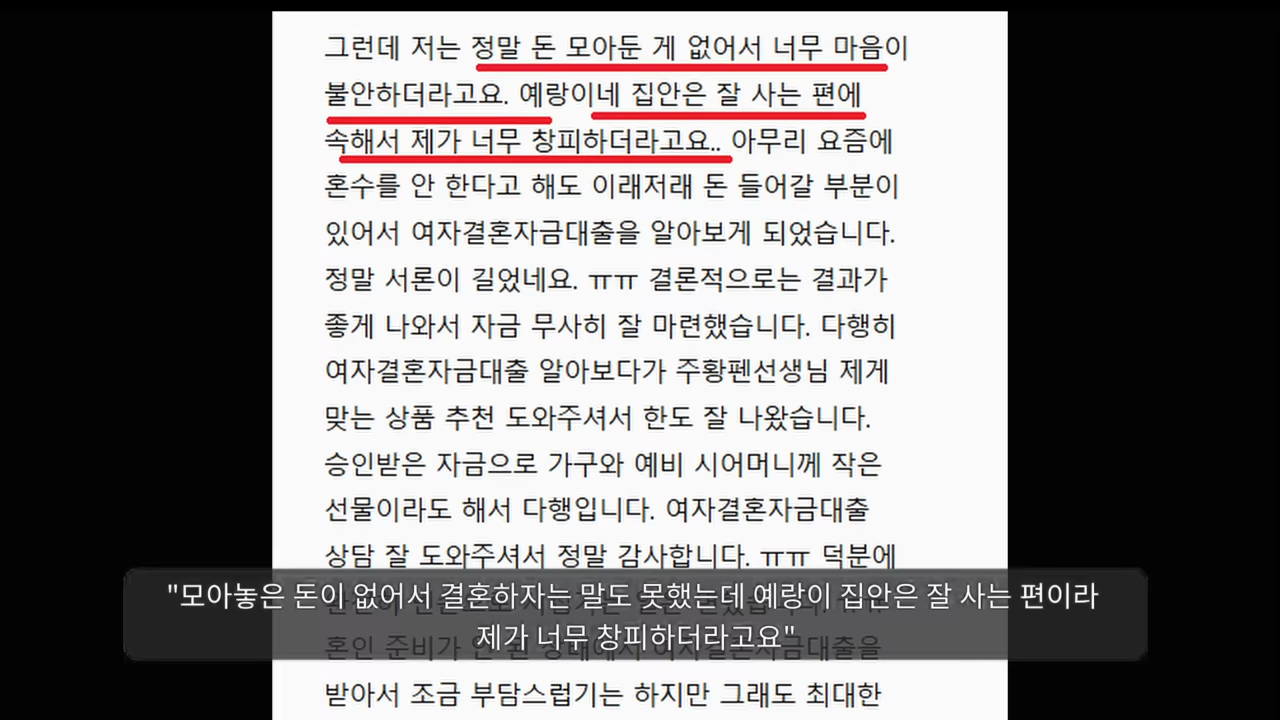 그런데 저는 정말 돈 모아둔 게 없어서 너무 마음이
불안하더라고요. 예랑이네 집안은 잘 사는 편에
속해서 제가 너무 창피하더라고요.. 아무리 요즘에
혼수를 안 한다고 해도 이래저래 돈 들어갈 부분이
있어서 여자결혼자금대출을 알아보게 되었습니다.
정말 서론이 길었네요. ㅠㅠ 결론적으로는 결과가
좋게 나와서 자금 무사히 잘 마련했습니다. 다행히
여자결혼자금대출 알아보다가 주황펜선생님 제게
맞는 상품 추천 도와주셔서 한도 잘 나왔습니다.
승인받은 자금으로 가구와 예비 시어머니께 작은
선물이라도 해서 다행입니다. 여자결혼자금대출
상담 잘 도와주셔서 정말 감사합니다. ㅠㅠ 덕분에
"모아놓은 돈이 없어서 결혼하자는 말도 못했는데 예랑이 집안은 잘 사는 편이라
제가 너무 창피하더라고요"
혼인 준비가 안 된 상태에서 여자결혼자금대출을
받아서 조금 부담스럽기는 하지만 그래도 최대한